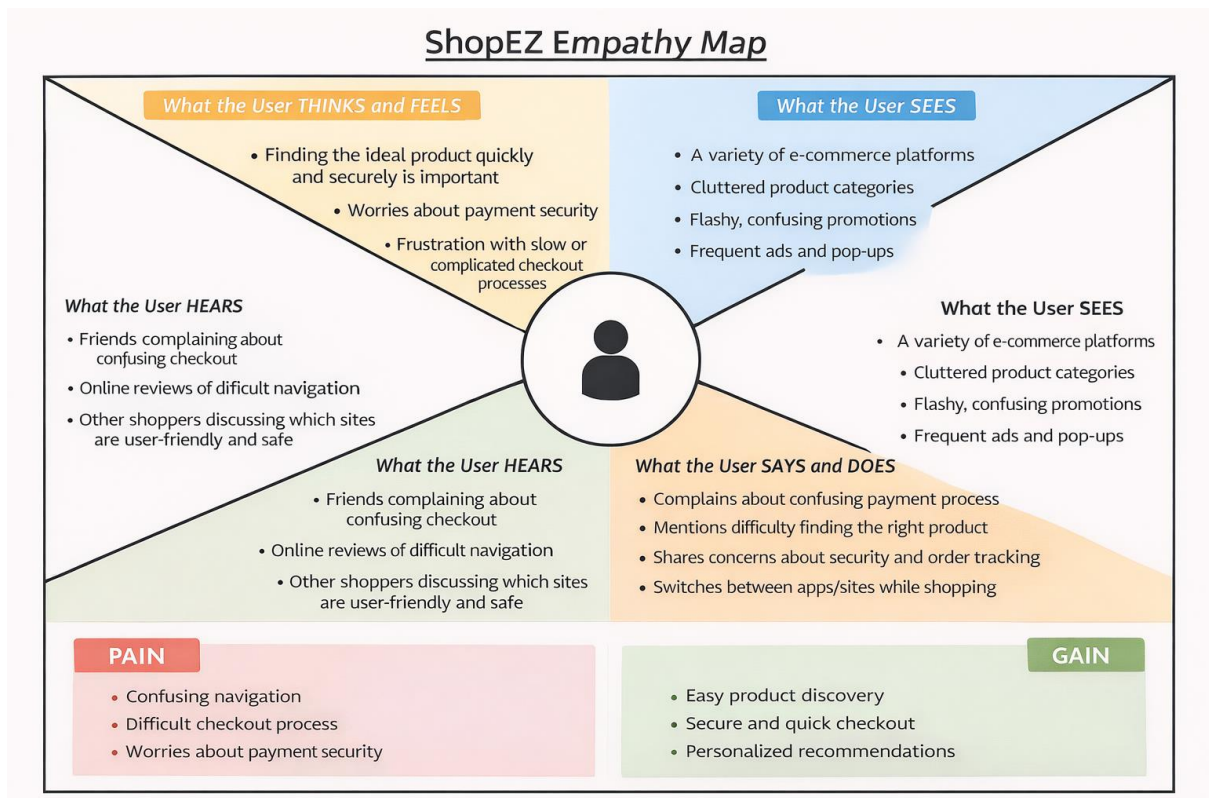 ShopEZ Empathy Map
What the User THINKS and FEELS
• Finding the ideal product quickly
and securely is important
• Worries about payment security
• Frustration with slow or
complicated checkout
processes
What the User SEES
• A variety of e-commerce platforms
• Cluttered product categories
• Flashy, confusing promotions
• Frequent ads and pop-ups
What the User HEARS
• Friends complaining about
confusing checkout
• Online reviews of dificult navigation
• Other shoppers discussing which sites
are user-friendly and safe
What the User SEES
• A variety of e-commerce platforms
• Cluttered product categories
• Flashy, confusing promotions
• Frequent ads and pop-ups
What the User HEARS
• Friends complaining about
confusing checkout
• Online reviews of difficult navigation
• Other shoppers discussing which sites
are user-friendly and safe
What the User SAYS and DOES
• Complains about confusing payment process
• Mentions difficulty finding the right product
• Shares concerns about security and order tracking
• Switches between apps/sites while shopping
PAIN
• Confusing navigation
• Difficult checkout process
• Worries about payment security
GAIN
• Easy product discovery
• Secure and quick checkout
• Personalized recommendations